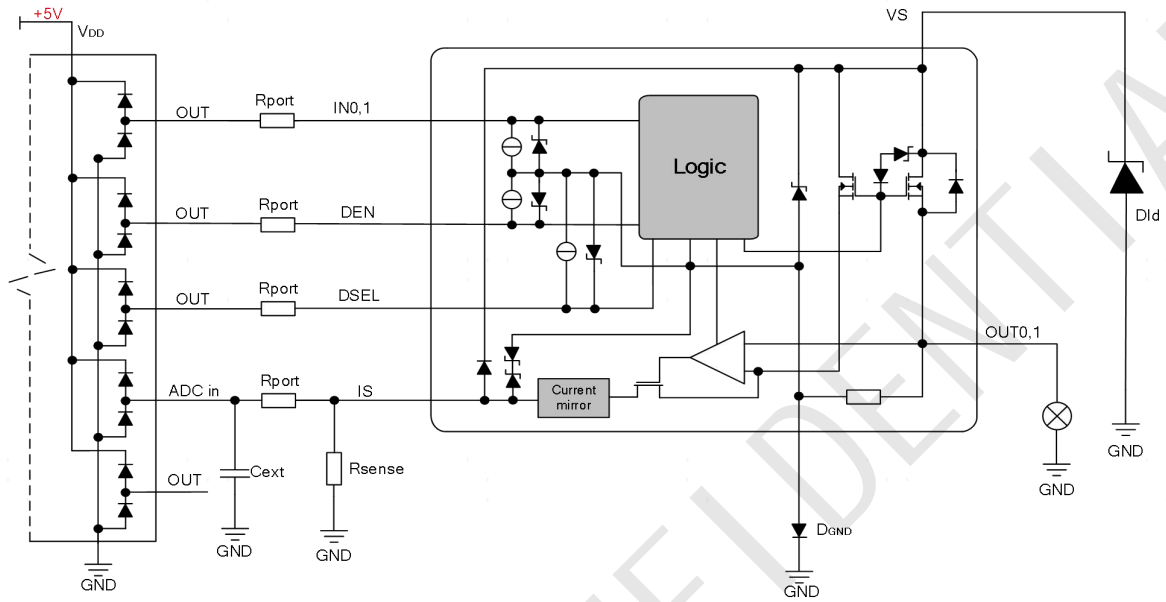 +5V
VDD
VS
OUT
Rport
IN0,1
Logic
OUT
Rport
DEN
Dld
OUT
Rport
DSEL
OUT0,1
ADC in
Rport
IS
Current
mirror
Cext
Rsense
OUT
GND
GND
GND
GND
GND
DGND
GND